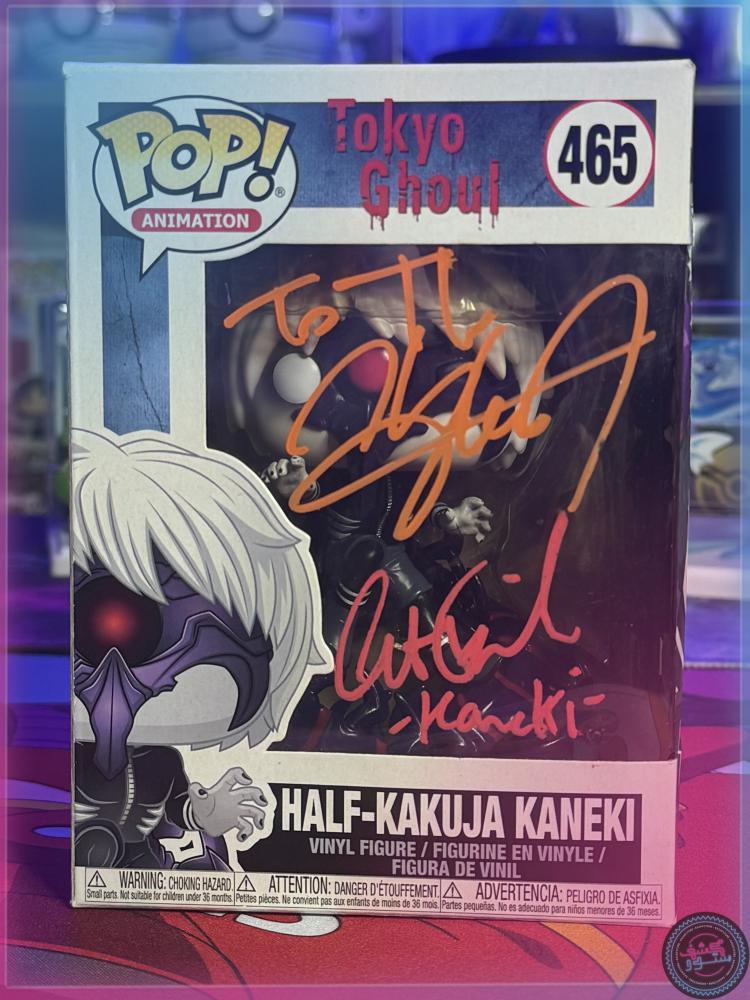 POP!
®
ANIMATION
Tokyo
Ghoul
465
To The
-Kaneki-
HALF-KAKUJA KANEKI
VINYL FIGURE / FIGURINE EN VINYLE /
FIGURA DE VINIL
WARNING: CHOKING HAZARD.
Small parts. Not suitable for children under 36 months.
ATTENTION: DANGER D'ÉTOUFFEMENT.
Petites pièces. Ne convient pas aux enfants de moins de 36 mois.
ADVERTENCIA: PELIGRO DE ASFIXIA.
Partes pequeñas. No es adecuado para niños menores de 36 meses.